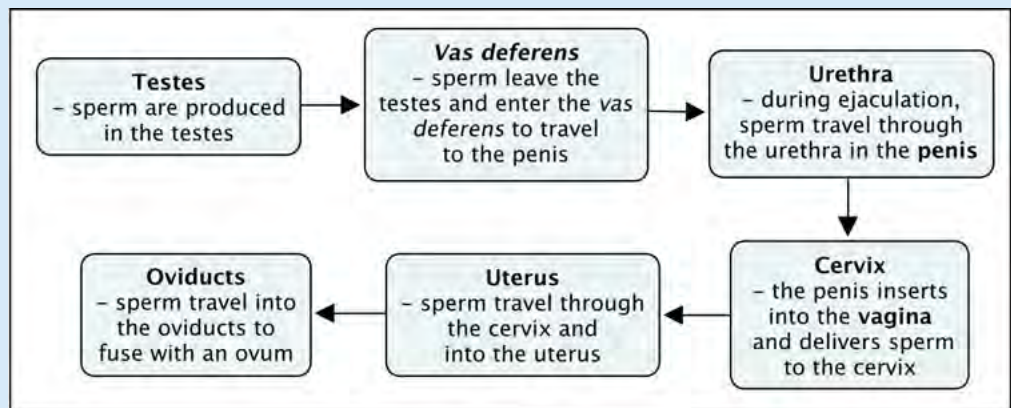 Testes
– sperm are produced
in the testes
Vas deferens
– sperm leave the
testes and enter the vas
deferens to travel
to the penis
Urethra
– during ejaculation,
sperm travel through
the urethra in the penis
Cervix
– the penis inserts
into the vagina
and delivers sperm
to the cervix
Uterus
– sperm travel through
the cervix and
into the uterus
Oviducts
– sperm travel into
the oviducts to
fuse with an ovum